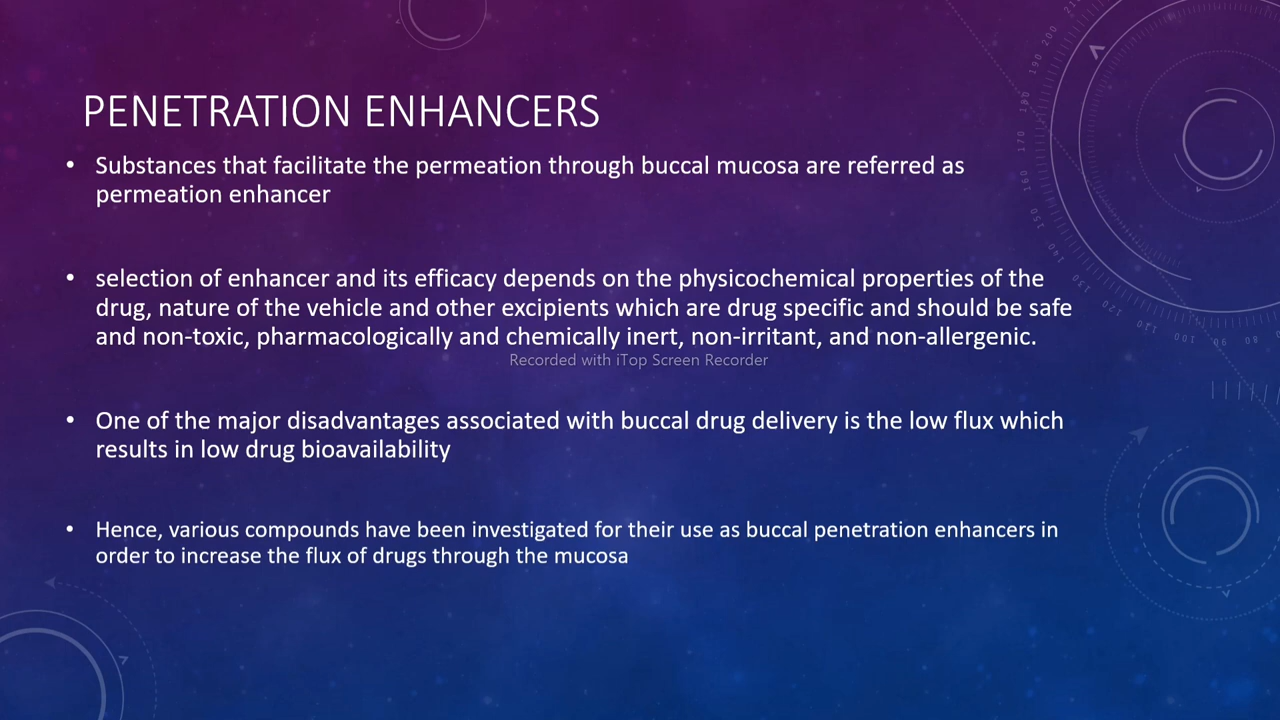 PENETRATION ENHANCERS
• Substances that facilitate the permeation through buccal mucosa are referred as
permeation enhancer
• selection of enhancer and its efficacy depends on the physicochemical properties of the
drug, nature of the vehicle and other excipients which are drug specific and should be safe
and non-toxic, pharmacologically and chemically inert, non-irritant, and non-allergenic.
Recorded with iTop Screen Recorder
• One of the major disadvantages associated with buccal drug delivery is the low flux which
results in low drug bioavailability
• Hence, various compounds have been investigated for their use as buccal penetration enhancers in
order to increase the flux of drugs through the mucosa